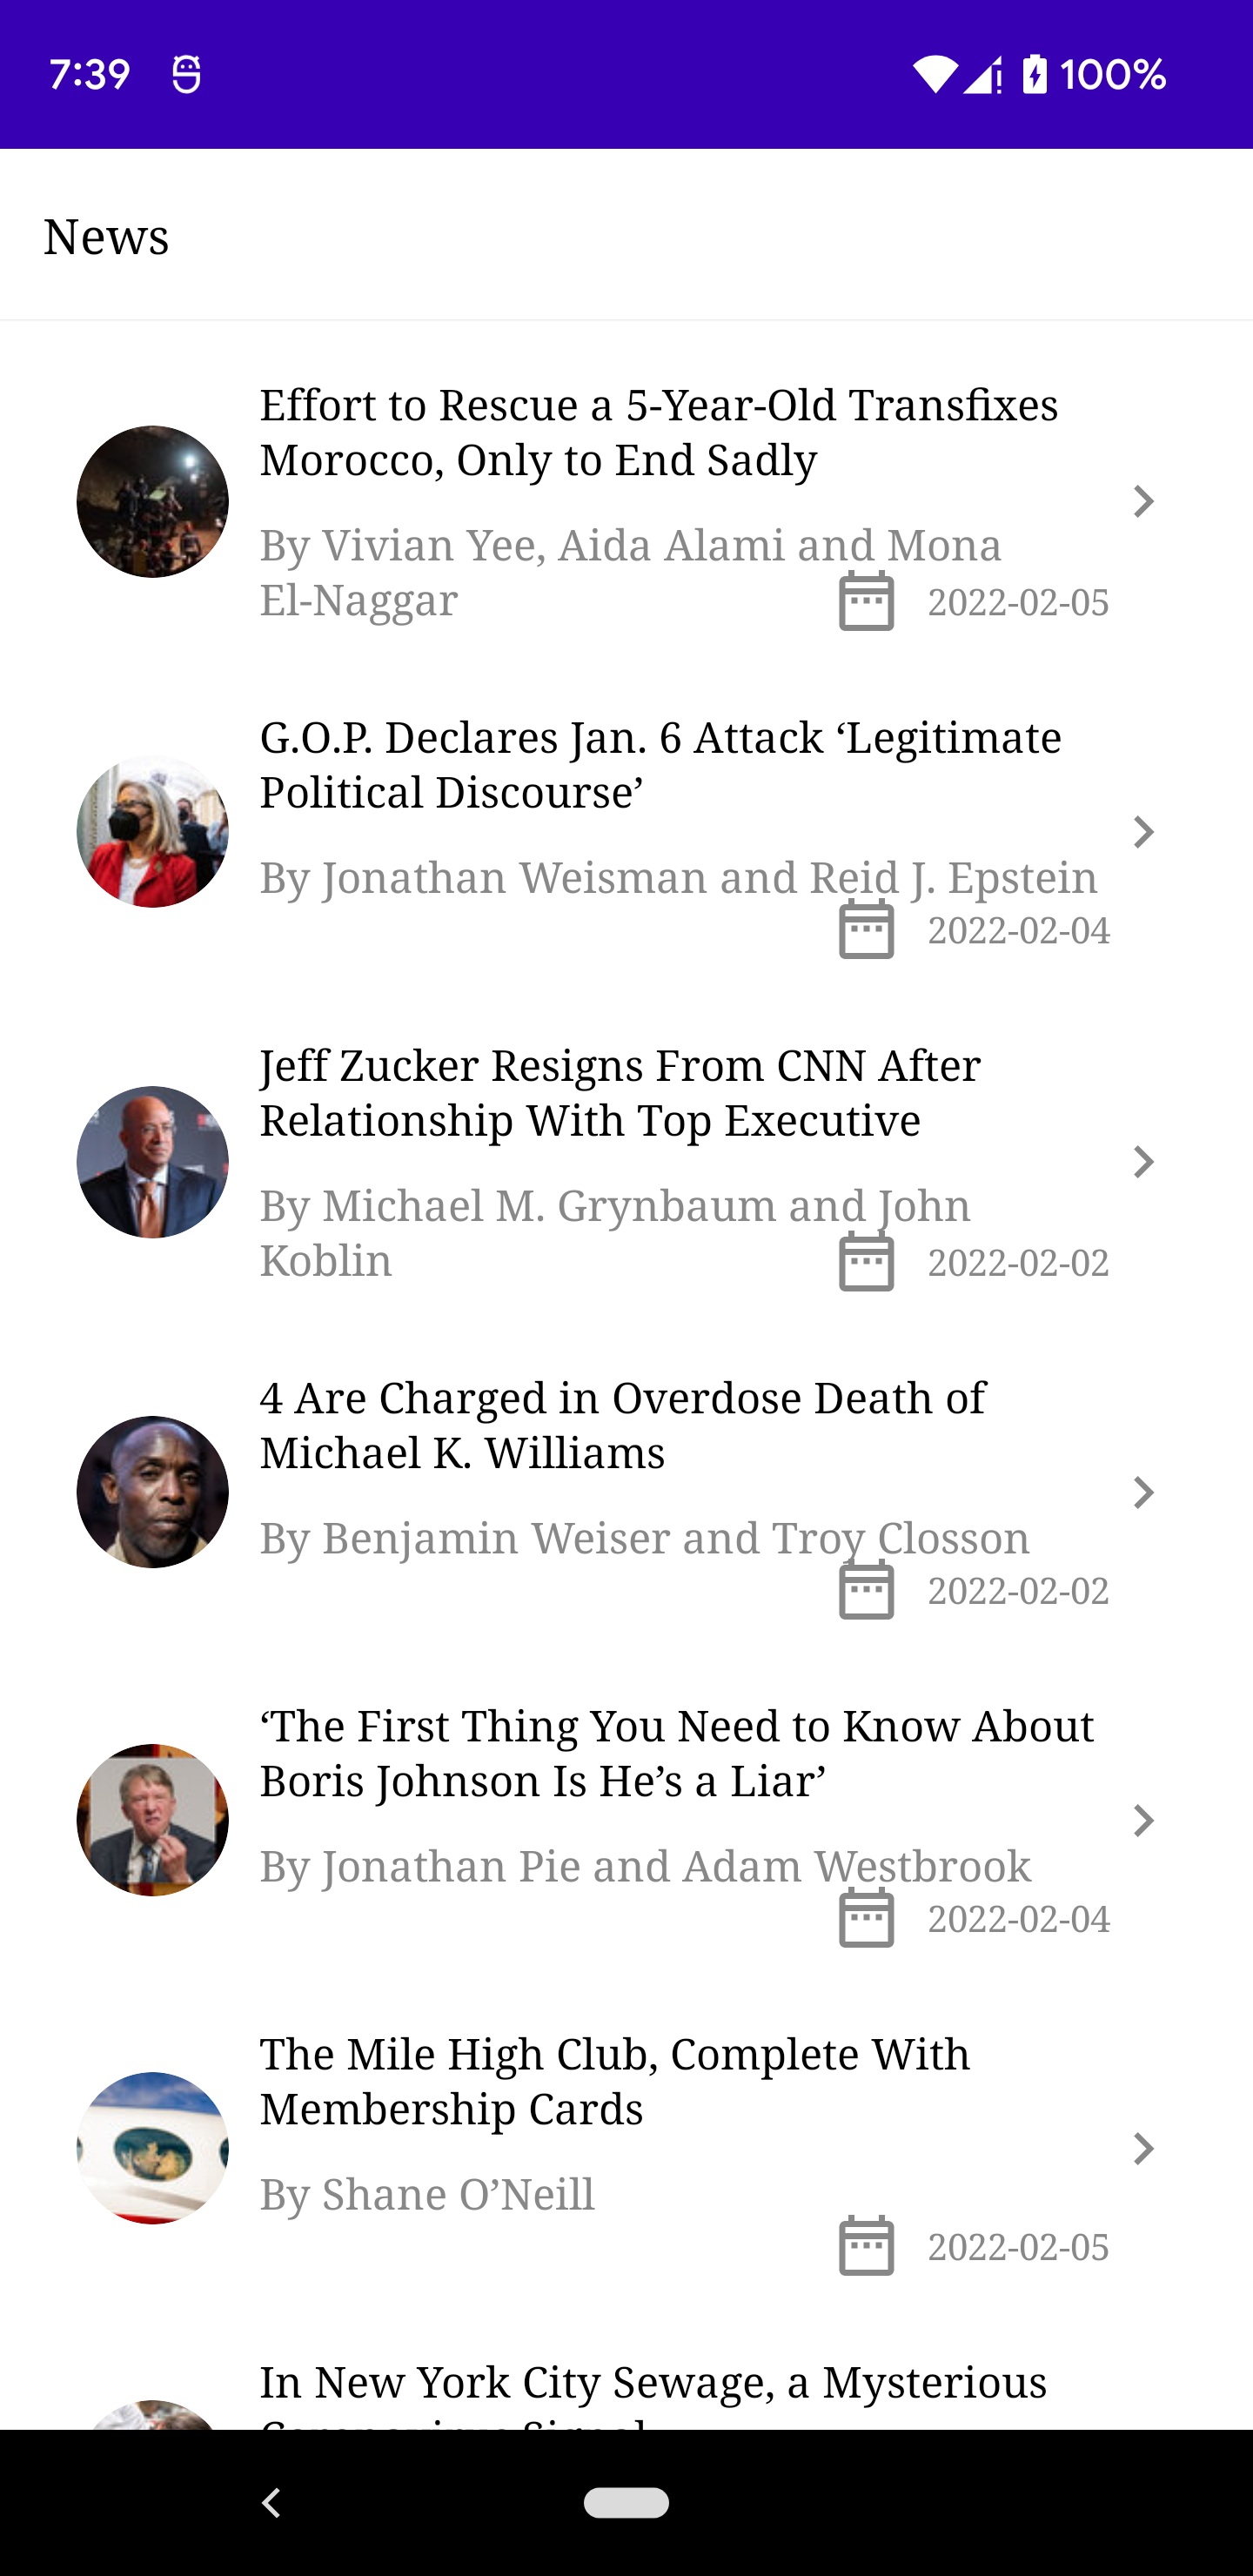 7:39 100%
News
Effort to Rescue a 5-Year-Old Transfixes
Morocco, Only to End Sadly
By Vivian Yee, Aida Alami and Mona
El-Naggar
2022-02-05
G.O.P. Declares Jan. 6 Attack ‘Legitimate
Political Discourse’
By Jonathan Weisman and Reid J. Epstein
2022-02-04
Jeff Zucker Resigns From CNN After
Relationship With Top Executive
By Michael M. Grynbaum and John
Koblin
2022-02-02
4 Are Charged in Overdose Death of
Michael K. Williams
By Benjamin Weiser and Troy Closson
2022-02-02
‘The First Thing You Need to Know About
Boris Johnson Is He’s a Liar’
By Jonathan Pie and Adam Westbrook
2022-02-04
The Mile High Club, Complete With
Membership Cards
By Shane O’Neill
2022-02-05
In New York City Sewage, a Mysterious
Coronavirus Signal